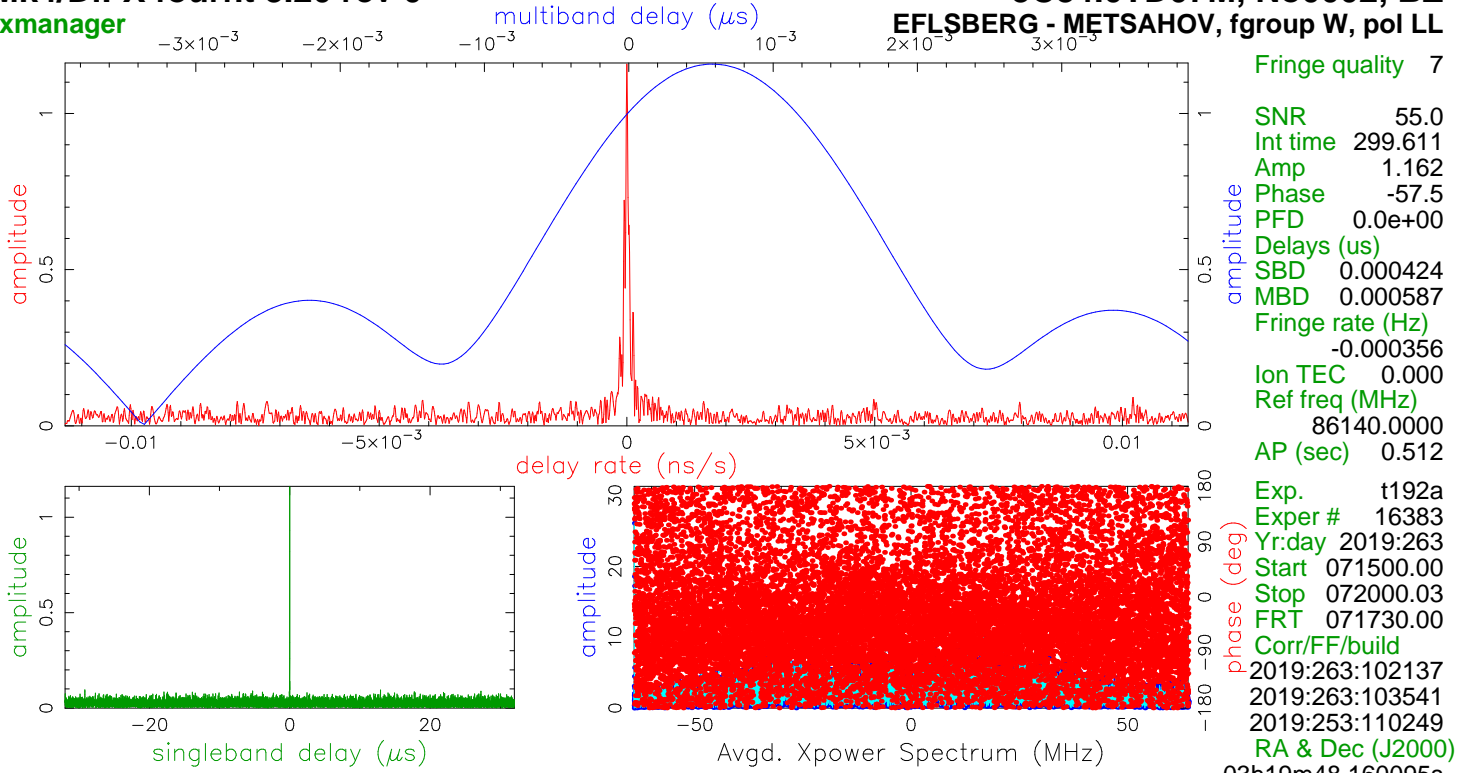 multiband delay (μs)
xmanager
EFLSBERG - METSAHOV, fgroup W, pol LL
−3×10⁻³ −2×10⁻³ −10⁻³ 0 10⁻³ 2×10⁻³ 3×10⁻³
Fringe quality 7
SNR 55.0
Int time 299.611
Amp 1.162
Phase -57.5
PFD 0.0e+00
Delays (us)
SBD 0.000424
MBD 0.000587
Fringe rate (Hz)
-0.000356
Ion TEC 0.000
Ref freq (MHz)
86140.0000
AP (sec) 0.512
Exp. t192a
Exper # 16383
Yr:day 2019:263
Start 071500.00
Stop 072000.03
FRT 071730.00
Corr/FF/build
2019:263:102137
2019:263:103541
2019:253:110249
RA & Dec (J2000)
amplitude
0 0.5 1
amplitude
0 0.5 1
−0.01 −5×10⁻³ 0 5×10⁻³ 0.01
delay rate (ns/s)
amplitude
0 0.5 1
−20 0 20
singleband delay (μs)
amplitude
0 10 20 30
phase (deg)
−180 −90 0 90 180
−50 0 50
Avgd. Xpower Spectrum (MHz)